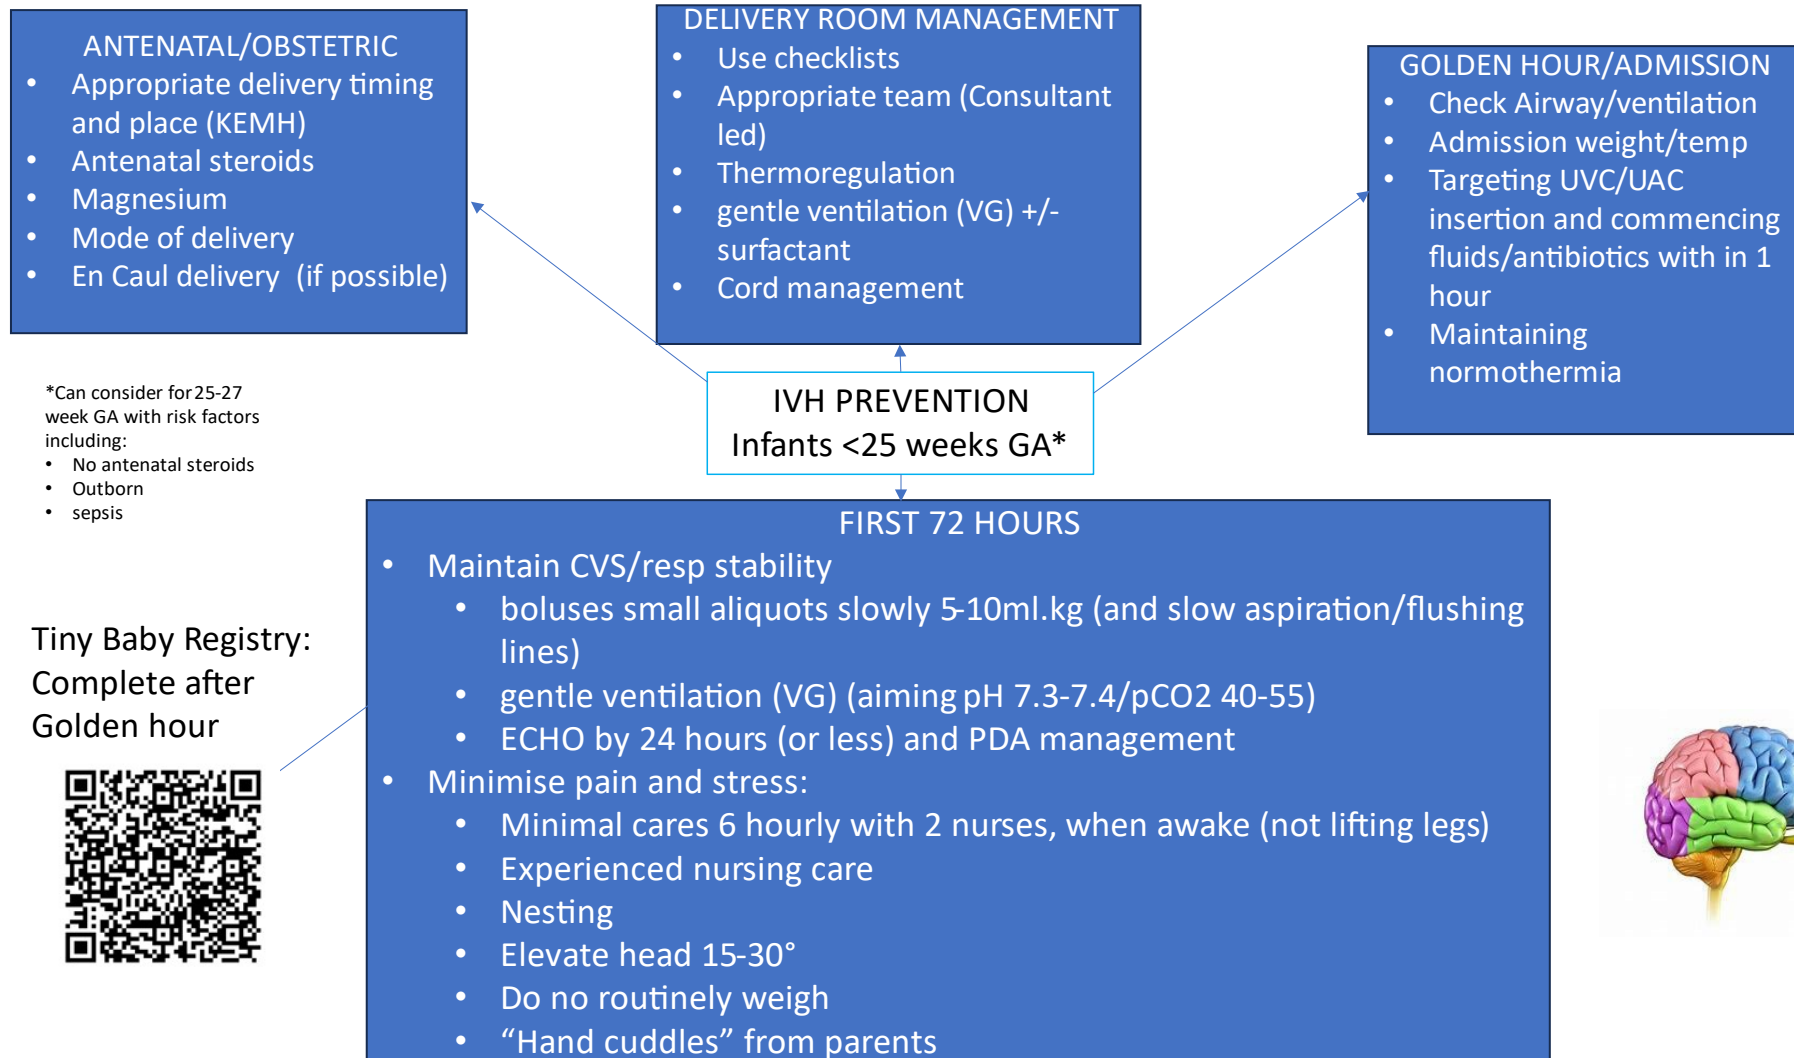 ANTENATAL/OBSTETRIC
• Appropriate delivery timing
and place (KEMH)
• Antenatal steroids
• Magnesium
• Mode of delivery
• En Caul delivery (if possible)
DELIVERY ROOM MANAGEMENT
• Use checklists
• Appropriate team (Consultant
led)
• Thermoregulation
• gentle ventilation (VG) +/-
surfactant
• Cord management
GOLDEN HOUR/ADMISSION
• Check Airway/ventilation
• Admission weight/temp
• Targeting UVC/UAC
insertion and commencing
fluids/antibiotics with in 1
hour
• Maintaining
normothermia
*Can consider for 25-27
week GA with risk factors
including:
• No antenatal steroids
• Outborn
• sepsis
IVH PREVENTION
Infants <25 weeks GA*
Tiny Baby Registry:
Complete after
Golden hour
FIRST 72 HOURS
• Maintain CVS/resp stability
• boluses small aliquots slowly 5-10ml.kg (and slow aspiration/flushing
lines)
• gentle ventilation (VG) (aiming pH 7.3-7.4/pCO2 40-55)
• ECHO by 24 hours (or less) and PDA management
• Minimise pain and stress:
• Minimal cares 6 hourly with 2 nurses, when awake (not lifting legs)
• Experienced nursing care
• Nesting
• Elevate head 15-30°
• Do no routinely weigh
• “Hand cuddles” from parents